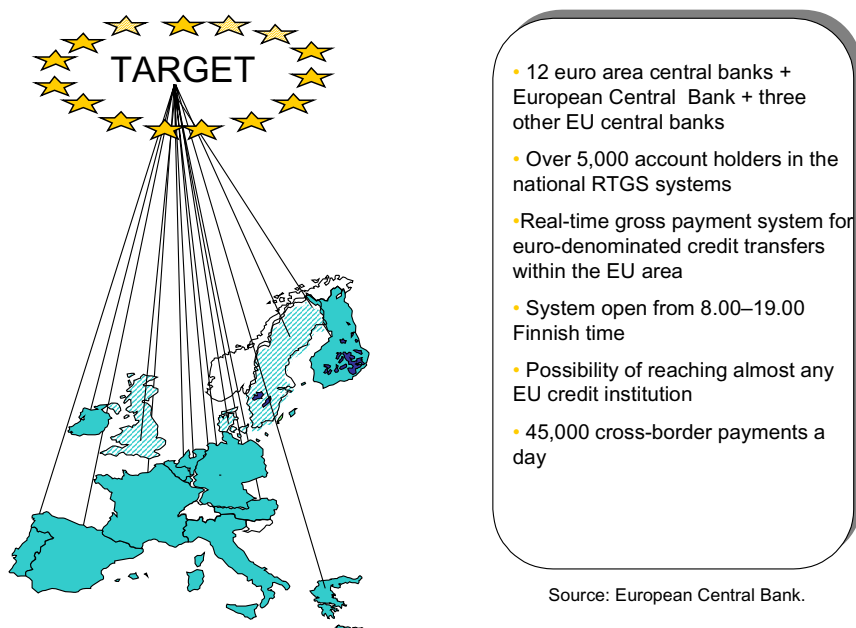 TARGET
• 12 euro area central banks +
European Central Bank + three
other EU central banks
• Over 5,000 account holders in the
national RTGS systems
•Real-time gross payment system for
euro-denominated credit transfers
within the EU area
• System open from 8.00–19.00
Finnish time
• Possibility of reaching almost any
EU credit institution
• 45,000 cross-border payments a
day
Source: European Central Bank.